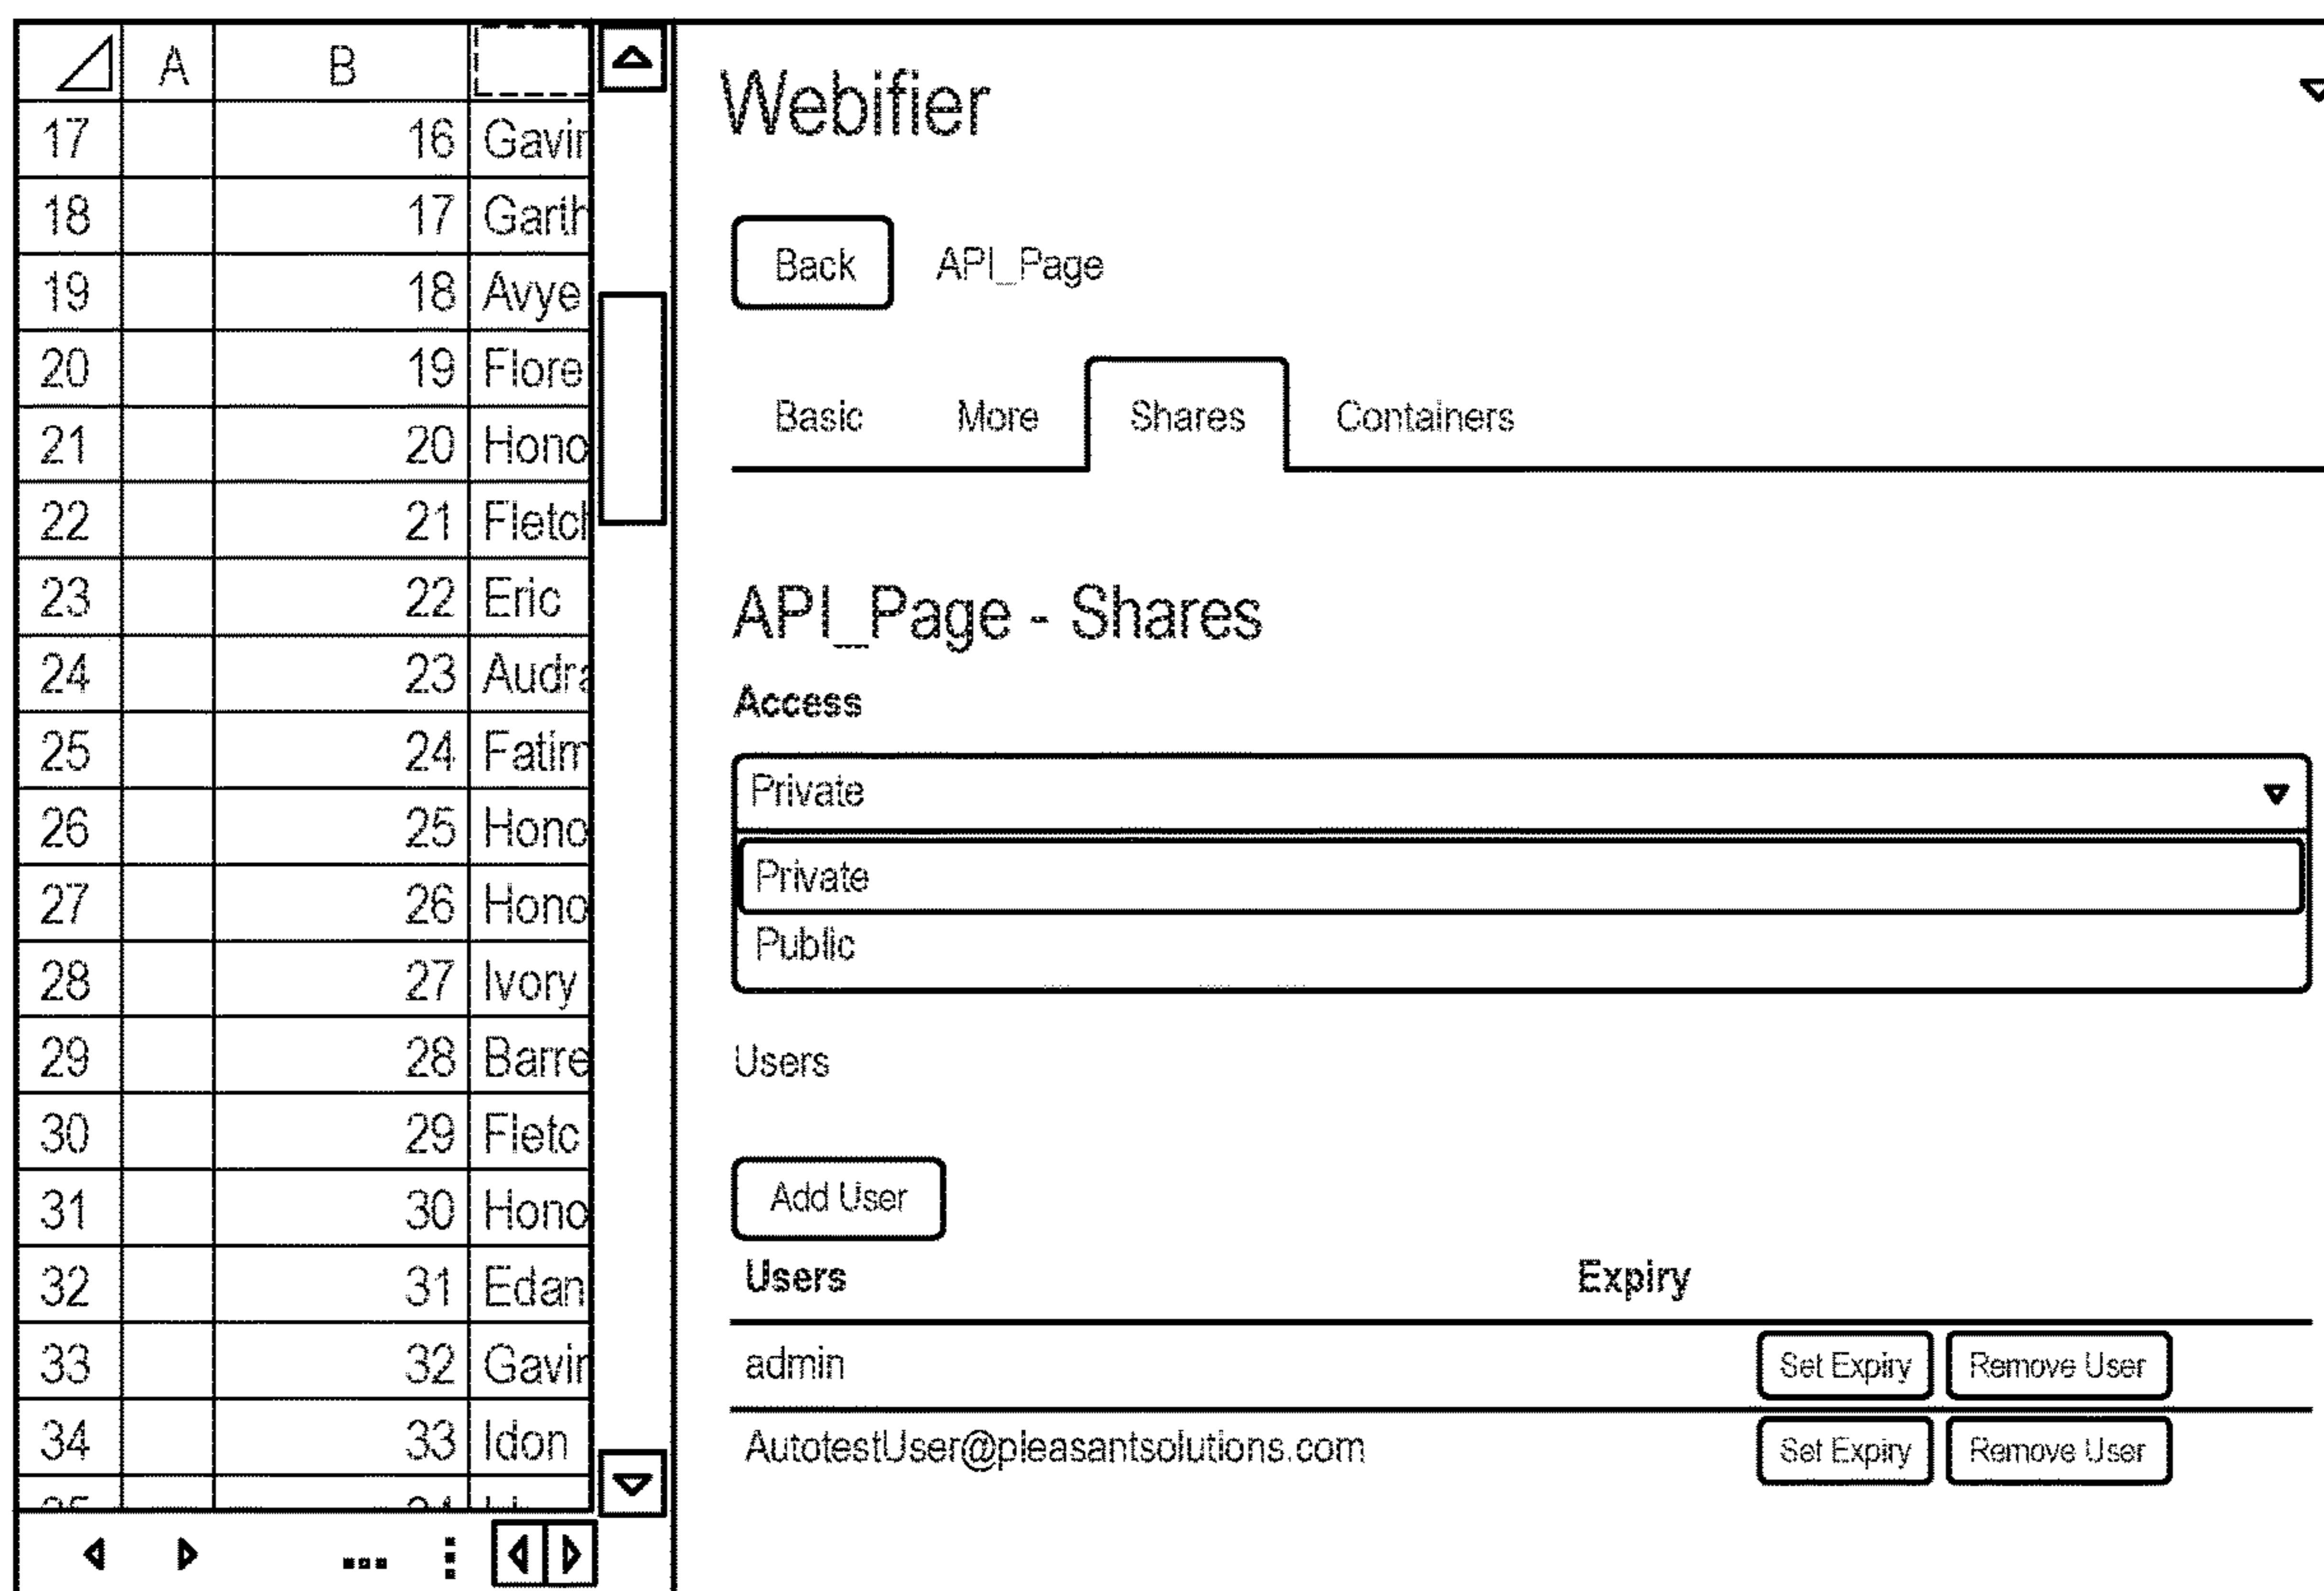 A B
17 16 Gavin
18 17 Garth
19 18 Avye
20 19 Flore
21 20 Hono
22 21 Fletch
23 22 Eric
24 23 Audra
25 24 Fatim
26 25 Hono
27 26 Hono
28 27 Ivory
29 28 Barre
30 29 Fletc
31 30 Hono
32 31 Edan
33 32 Gavin
34 33 Idon
Webifier
Back API_Page
Basic More Shares Containers
API_Page - Shares
Access
Private
Private
Public
Users
Add User
Users Expiry
admin Set Expiry Remove User
AutotestUser@pleasantsolutions.com Set Expiry Remove User